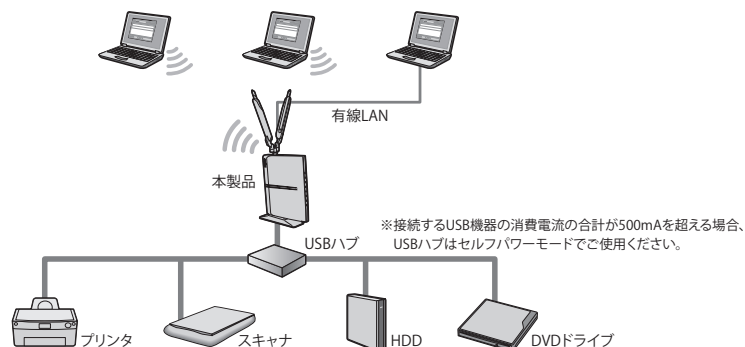 有線LAN
本製品
※接続するUSB機器の消費電流の合計が500mAを超える場合、
USBハブはセルフパワーモードでご使用ください。
USBハブ
プリンタ
スキャナ
HDD
DVDドライブ